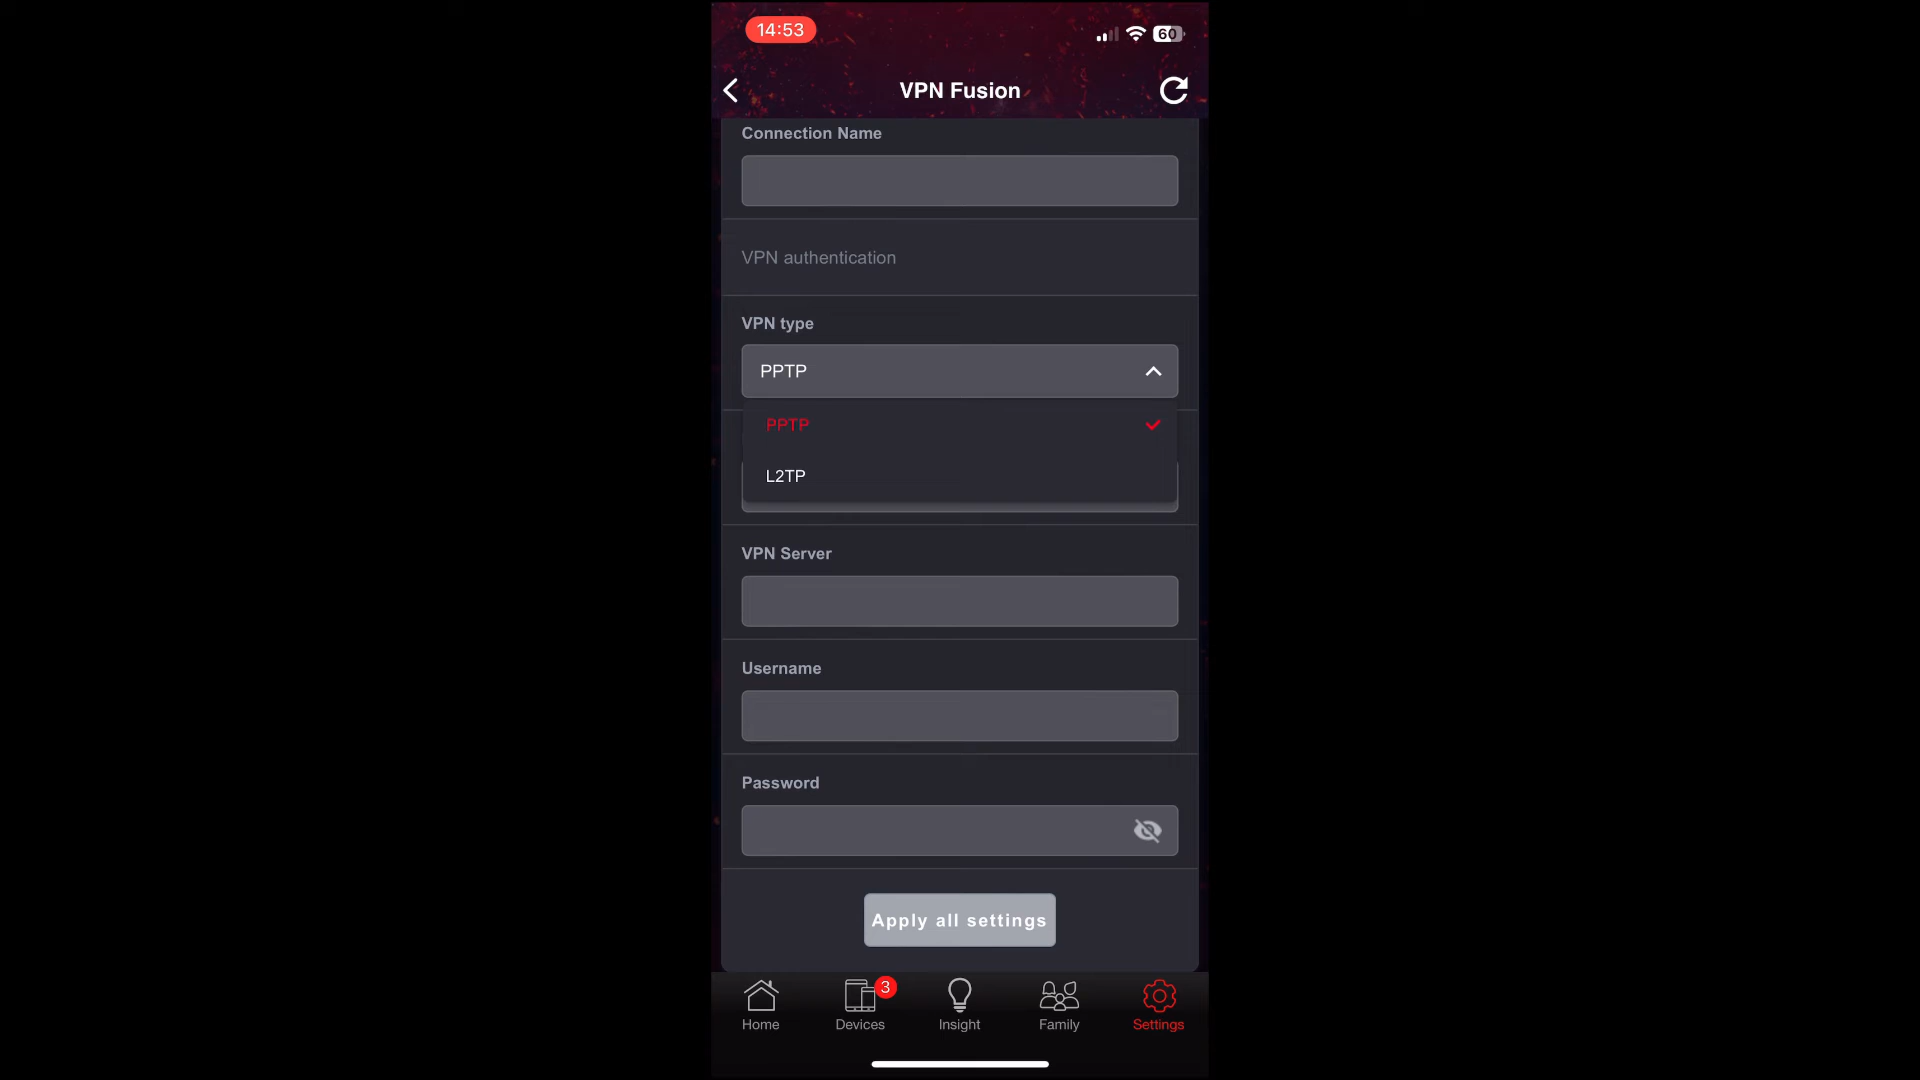 14:53
60
VPN Fusion
Connection Name
VPN authentication
VPN type
PPTP
PPTP
L2TP
VPN Server
Username
Password
Apply all settings
3
Home
Devices
Insight
Family
Settings